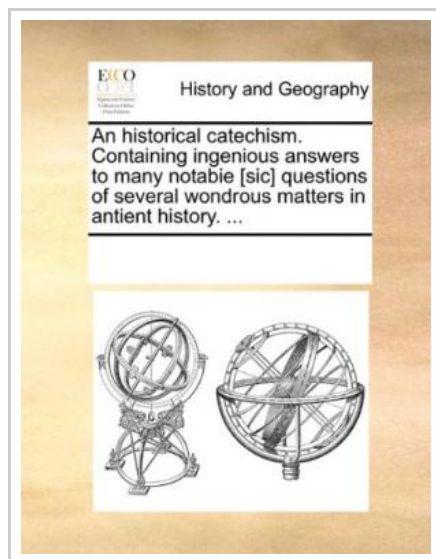 ECCO
History and Geography
An historical catechism.
Containing ingenious answers
to many notabie [sic] questions
of several wondrous matters in
antient history. ...